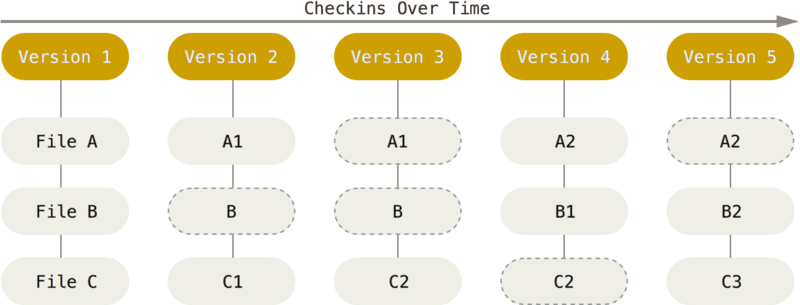 Checkins Over Time
Version 1 Version 2 Version 3 Version 4 Version 5
File A A1 A1 A2 A2
File B B B B1 B2
File C C1 C2 C2 C3